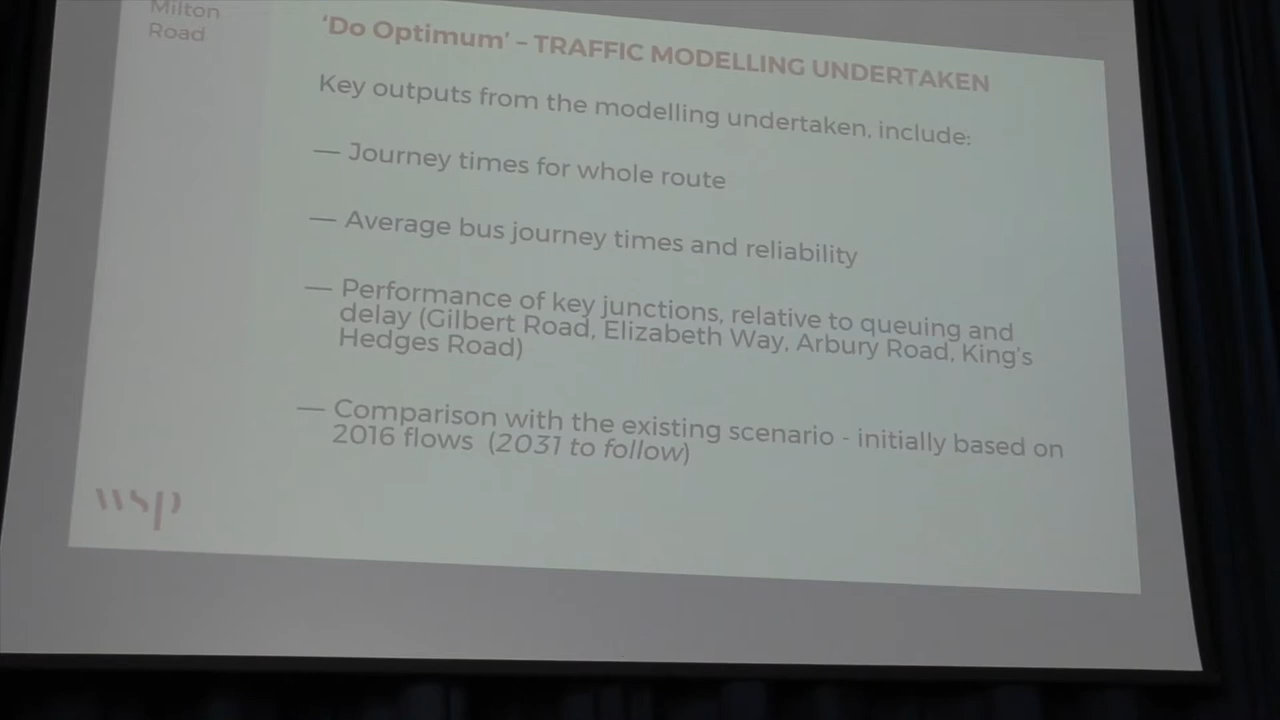 Milton
Road
'Do Optimum' – TRAFFIC MODELLING UNDERTAKEN
Key outputs from the modelling undertaken, include:
— Journey times for whole route
— Average bus journey times and reliability
— Performance of key junctions, relative to queuing and
delay (Gilbert Road, Elizabeth Way, Arbury Road, King's
Hedges Road)
— Comparison with the existing scenario - initially based on
2016 flows (2031 to follow)
wsp